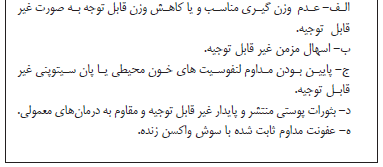 الف- عدم وزن گیری مناسب و یا کاهش وزن قابل توجه به صورت غیر
قابل توجیه.
ب- اسهال مزمن غیر قابل توجیه.
ج- پایین بودن مداوم لنفوسیت های خون محیطی یا پان سیتوپنی غیر
قابل توجیه.
د- بثورات پوستی منتشر و پایدار غیر قابل توجیه و مقاوم به درمان‌های معمولی.
ه- عفونت مداوم ثابت شده با سوش واکسن زنده.